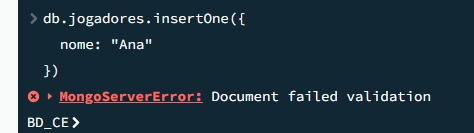 > db.jogadores.insertOne({
nome: "Ana"
})
MongoServerError: Document failed validation
BD_CE>